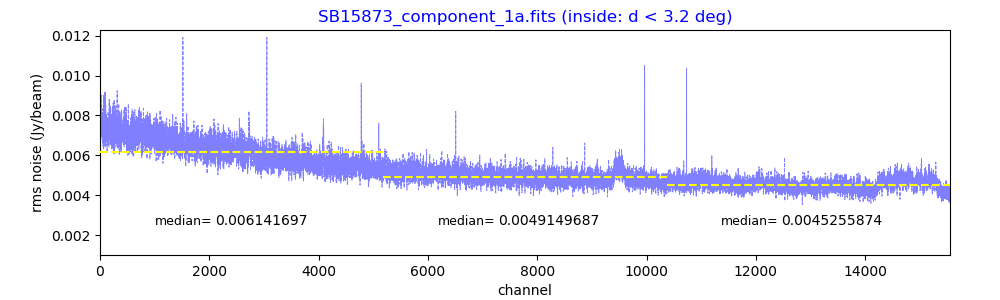 SB15873_component_1a.fits (inside: d < 3.2 deg)
0.012
0.010
0.008
0.006
0.004
0.002
rms noise (Jy/beam)
median= 0.006141697 median= 0.0049149687 median= 0.0045255874
0 2000 4000 6000 8000 10000 12000 14000
channel